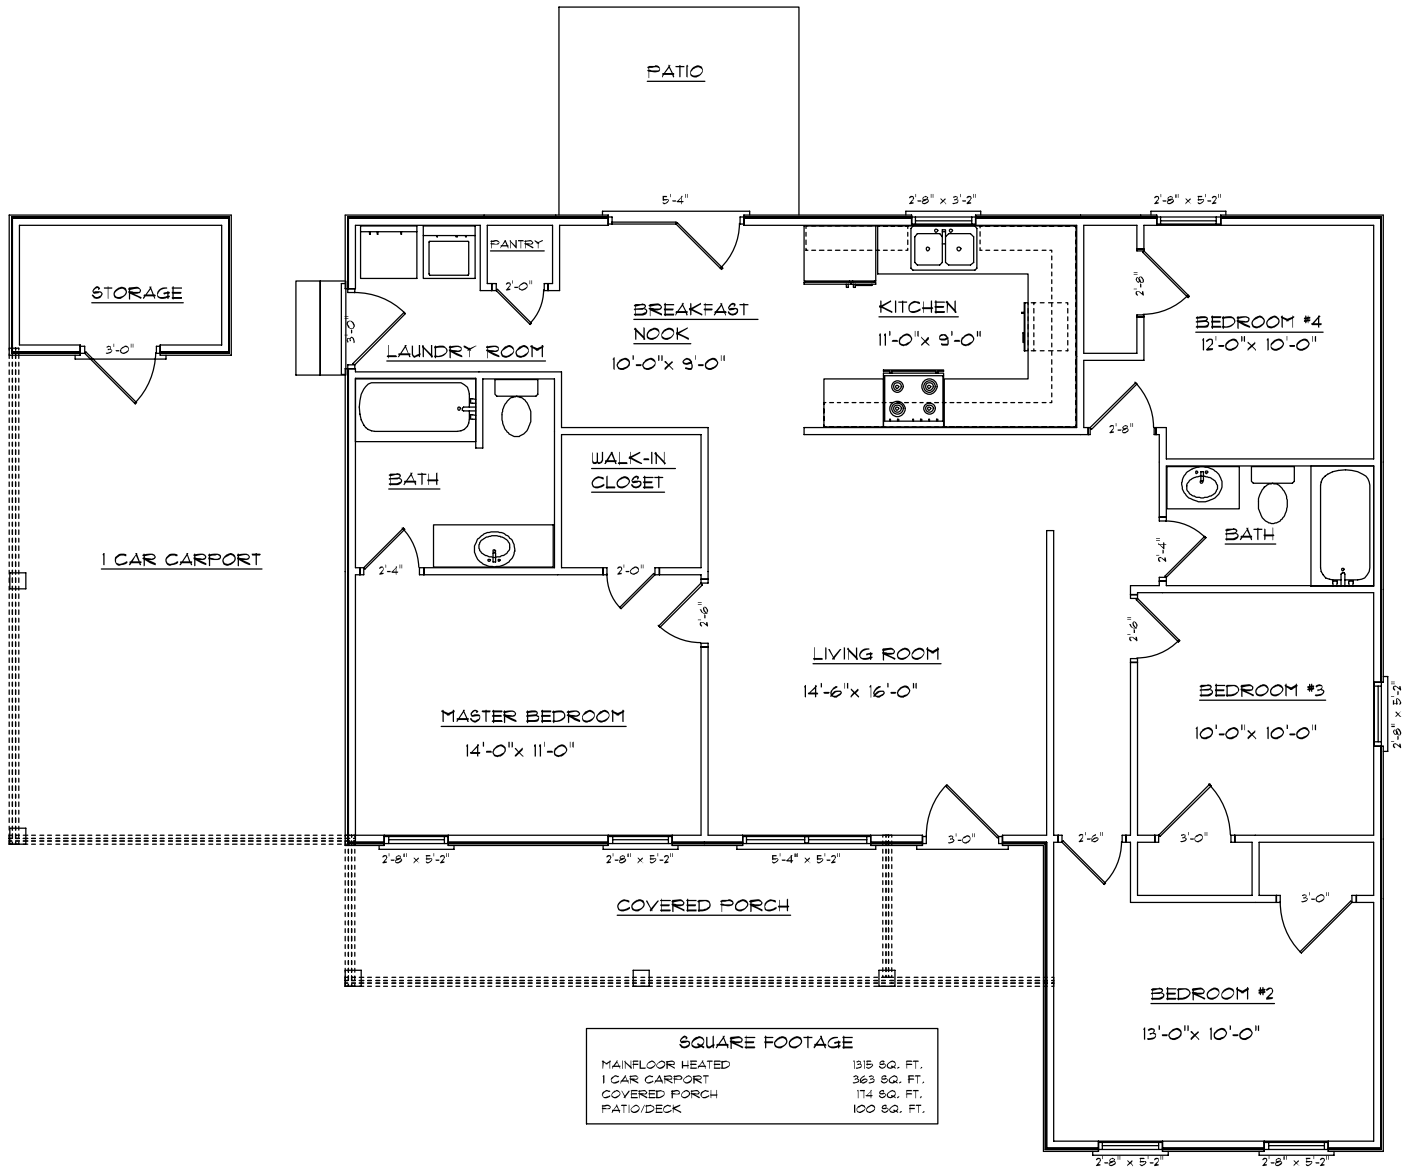 PATIO
5'-4"
2'-8" x 3'-2"
2'-8" x 5'-2"
STORAGE
3'-0"
PANTRY
2'-0"
3'-0"
LAUNDRY ROOM
BREAKFAST
NOOK
10'-0"x 9'-0"
KITCHEN
11'-0"x 9'-0"
2'-8"
BEDROOM #4
12'-0"x 10'-0"
2'-8"
BATH
WALK-IN
CLOSET
2'-4"
2'-0"
2'-6"
1 CAR CARPORT
BATH
2'-4"
2'-6"
LIVING ROOM
14'-6"x 16'-0"
MASTER BEDROOM
14'-0"x 11'-0"
BEDROOM #3
10'-0"x 10'-0"
2'-8" x 5'-2"
3'-0"
2'-6"
3'-0"
2'-8" x 5'-2"
2'-8" x 5'-2"
5'-4" x 5'-2"
3'-0"
COVERED PORCH
BEDROOM #2
13'-0"x 10'-0"
SQUARE FOOTAGE
MAINFLOOR HEATED 1315 SQ. FT.
1 CAR CARPORT 363 SQ. FT.
COVERED PORCH 174 SQ. FT.
PATIO/DECK 100 SQ. FT.
2'-8" x 5'-2"
2'-8" x 5'-2"